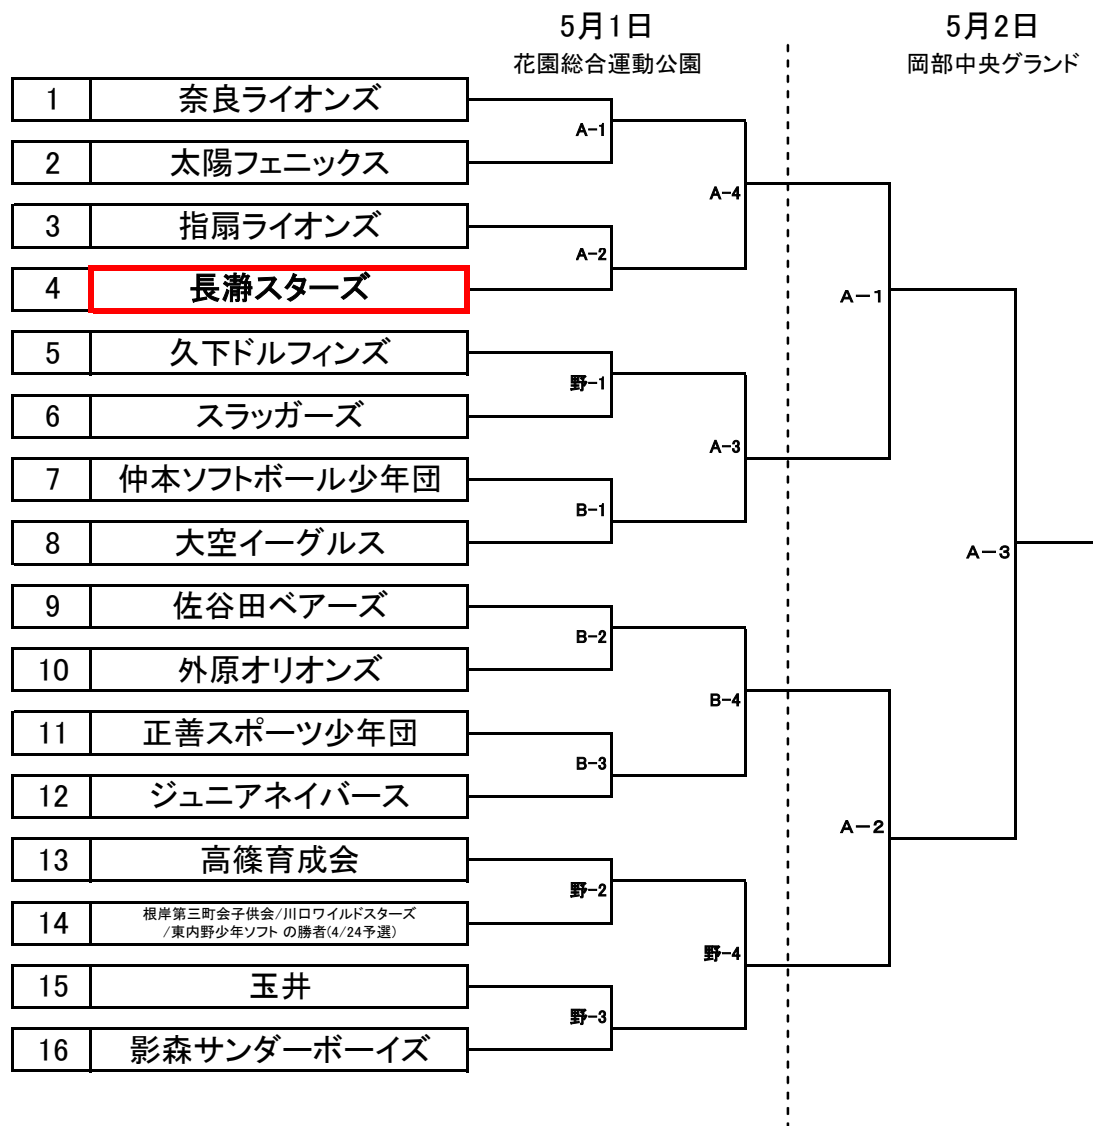 5月1日
5月2日
花園総合運動公園
岡部中央グランド
1 奈良ライオンズ
A-1
2 太陽フェニックス
A-4
3 指扇ライオンズ
A-2
4 長瀞スターズ
A-1
5 久下ドルフィンズ
野-1
6 スラッガーズ
A-3
7 仲本ソフトボール少年団
B-1
8 大空イーグルス
A-3
9 佐谷田ベアーズ
B-2
10 外原オリオンズ
B-4
11 正善スポーツ少年団
B-3
12 ジュニアネイバース
A-2
13 高篠育成会
野-2
14 根岸第三町会子供会/川口ワイルドスターズ
/東内野少年ソフト の勝者(4/24予選)
野-4
15 玉井
野-3
16 影森サンダーボーイズ